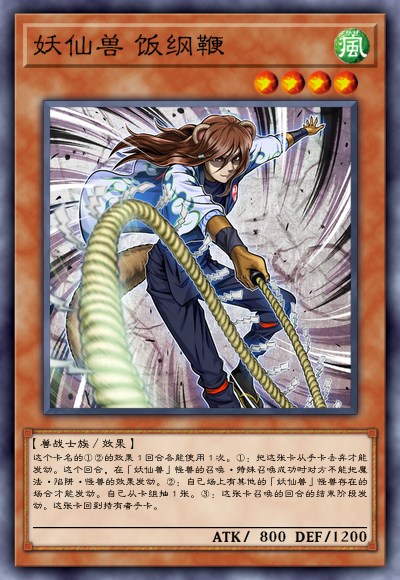 妖仙兽 饭纲鞭
風
【兽战士族／效果】
这个卡名的①②的效果1回合各能使用1次。①：把这张卡从手卡丢弃才能
发动。这个回合，在「妖仙兽」怪兽的召唤·特殊召唤成功时对方不能把魔
法·陷阱·怪兽的效果发动。②：自己场上有其他的「妖仙兽」怪兽存在的
场合才能发动。自己从卡组抽1张。③：这张卡召唤的回合的结束阶段发
动。这张卡回到持有者手卡。
ATK/ 800 DEF/1200